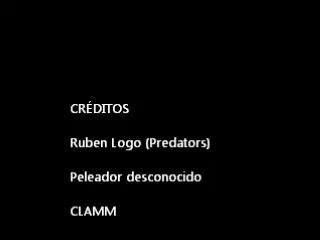 CRÉDITOS
Ruben Logo (Predators)
Peleador desconocido
CLAMM